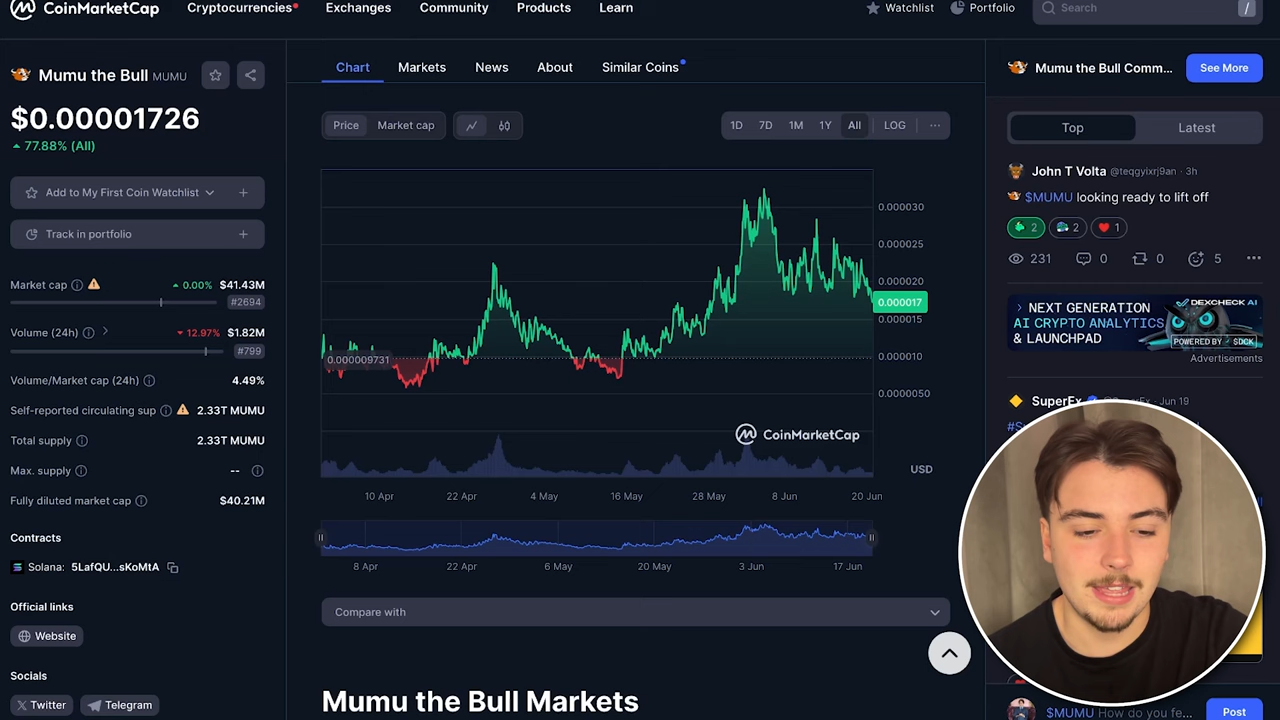 CoinMarketCap
Cryptocurrencies
Exchanges
Community
Products
Learn
Watchlist
Portfolio
Search
/
Mumu the Bull MUMU
$0.00001726
77.88% (All)
Add to My First Coin Watchlist
Track in portfolio
Market cap
0.00% $41.43M
#2694
Volume (24h)
12.97% $1.82M
#799
Volume/Market cap (24h)
4.49%
Self-reported circulating sup
2.33T MUMU
Total supply
2.33T MUMU
Max. supply
--
Fully diluted market cap
$40.21M
Contracts
Solana: 5LafQU...sKoMtA
Official links
Website
Socials
Twitter
Telegram
Chart
Markets
News
About
Similar Coins
Price
Market cap
1D
7D
1M
1Y
All
LOG
...
0.000030
0.000025
0.000020
0.000017
0.000015
0.000010
0.0000050
0.000009731
CoinMarketCap
USD
10 Apr
22 Apr
4 May
16 May
28 May
8 Jun
20 Jun
8 Apr
22 Apr
6 May
20 May
3 Jun
17 Jun
Compare with
Mumu the Bull Markets
Mumu the Bull Comm...
See More
Top
Latest
John T Volta @teqgyixrj9an · 3h
$MUMU looking ready to lift off
2
2
1
231
0
0
5
NEXT GENERATION
AI CRYPTO ANALYTICS
& LAUNCHPAD
DEXCHECK AI
POWERED BY $DCK
Advertisements
SuperEx
Jun 19
$MUMU How do you fe...
Post